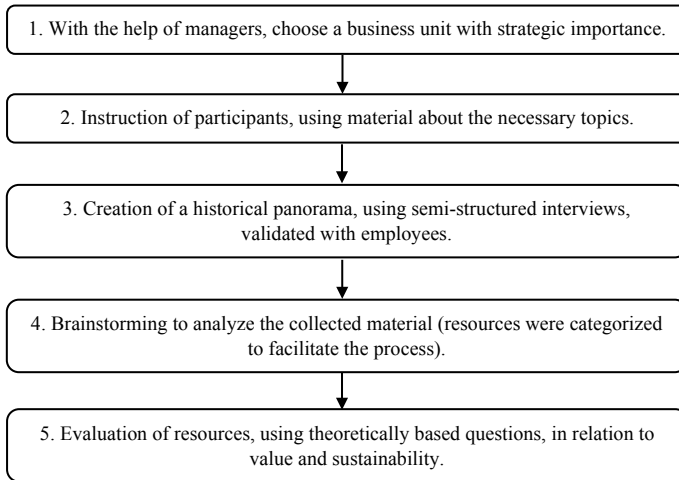 1. With the help of managers, choose a business unit with strategic importance.
2. Instruction of participants, using material about the necessary topics.
3. Creation of a historical panorama, using semi-structured interviews,
validated with employees.
4. Brainstorming to analyze the collected material (resources were categorized
to facilitate the process).
5. Evaluation of resources, using theoretically based questions, in relation to
value and sustainability.